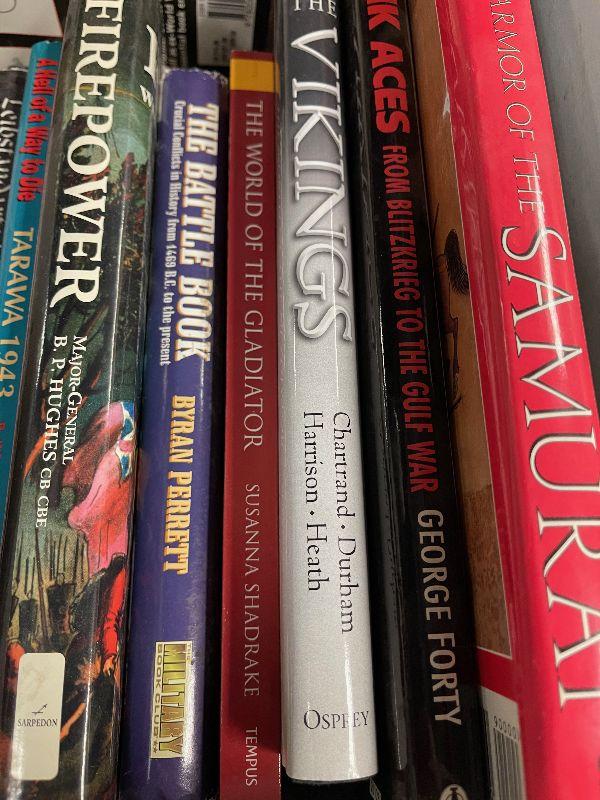 A Hell of a Way to Die
TARAWA 1943
FIREPOWER
MAJOR-GENERAL
B. P. HUGHES CB CBE
SARPEDON
THE BATTLE BOOK
Crucial Conflicts in History from 1469 B.C. to the present
BYRAN PERRETT
MILITARY
BOOK CLUB
THE WORLD OF THE GLADIATOR
SUSANNA SHADRAKE
TEMPUS
THE
VIKINGS
Chartrand · Durham
Harrison · Heath
OSPREY
NK ACES
FROM BLITZKRIEG TO THE GULF WAR
GEORGE FORTY
90000
ARMOR OF THE
SAMURAI